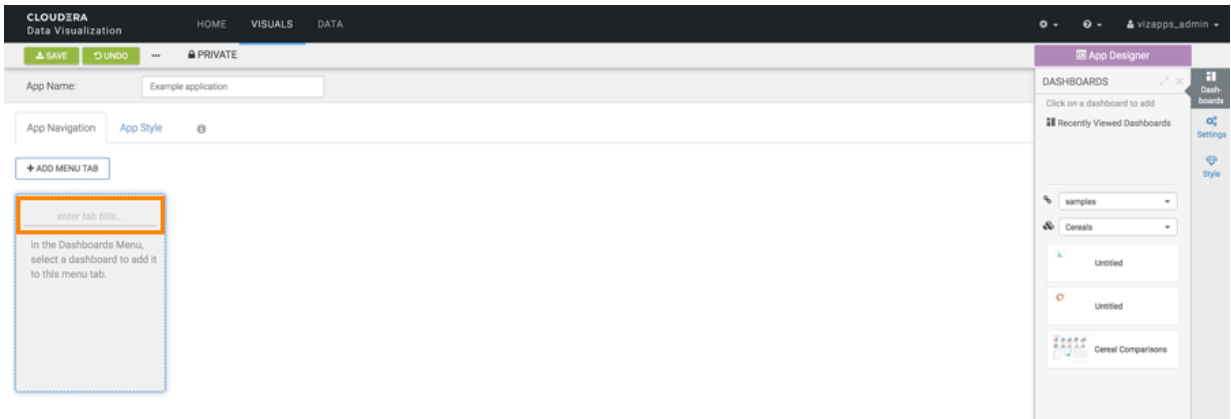 CLOUDERA
Data Visualization
HOME VISUALS DATA
vizapps_admin
SAVE UNDO ... PRIVATE
App Designer
App Name: Example application
DASHBOARDS
Click on a dashboard to add
Recently Viewed Dashboards
Dash-
boards
Settings
Style
App Navigation App Style
+ ADD MENU TAB
enter tab title...
In the Dashboards Menu,
select a dashboard to add it
to this menu tab.
samples
Cereals
Untitled
Untitled
Cereal Comparisons